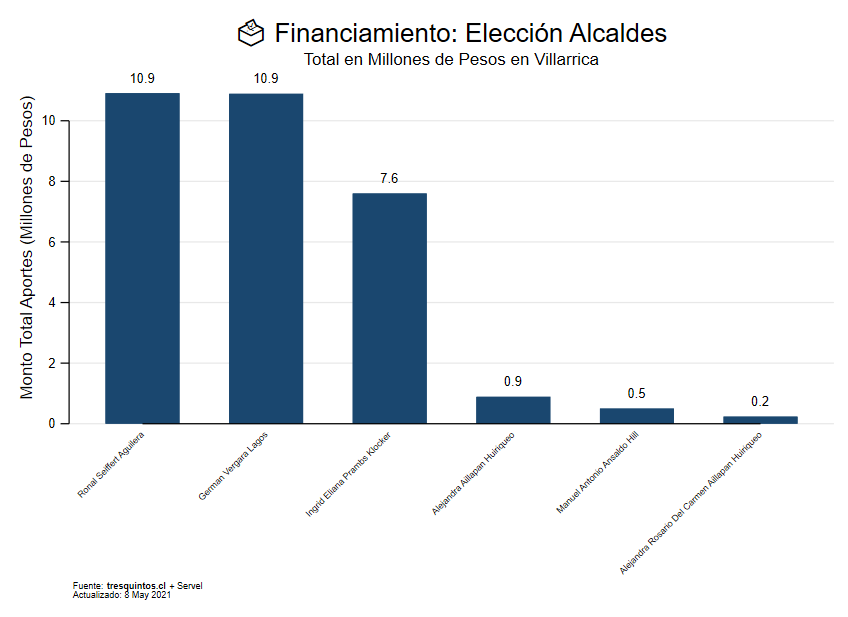 Financiamiento: Elección Alcaldes
Total en Millones de Pesos en Villarrica
Monto Total Aportes (Millones de Pesos)
10
8
6
4
2
0
10.9
10.9
7.6
0.9
0.5
0.2
Ronal Seiffert Aguilera
German Vergara Lagos
Ingrid Eliana Prambs Klocker
Alejandra Aillapan Huiriqueo
Manuel Antonio Ansaldo Hill
Alejandra Rosario Del Carmen Aillapan Huiriqueo
Fuente: tresquintos.cl + Servel
Actualizado: 8 May 2021